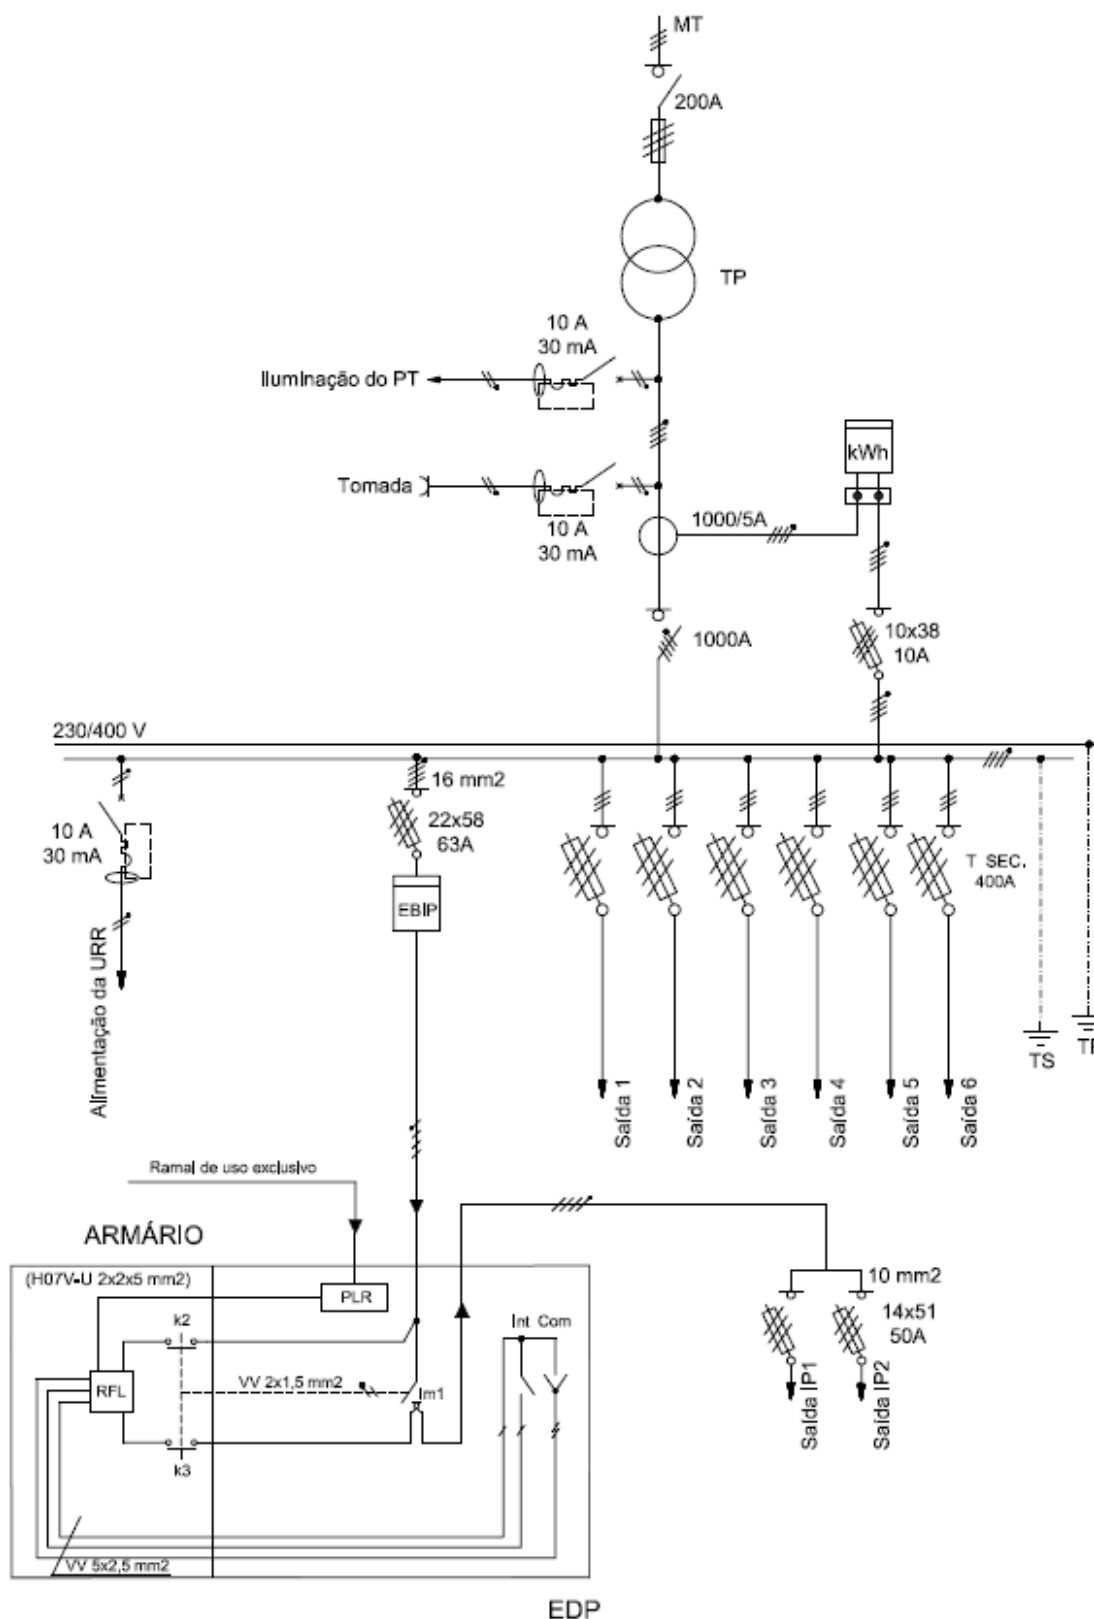 MT
200A
TP
10 A
30 mA
Iluminação do PT
kWh
Tomada
1000/5A
10 A
30 mA
1000A
10x38
10A
230/400 V
16 mm2
10 A
30 mA
22x58
63A
T SEC.
400A
EBIP
Alimentação da URR
TS
Saída 1
Saída 2
Saída 3
Saída 4
Saída 5
Saída 6
Ramal de uso exclusivo
ARMÁRIO
(H07V-U 2x2x5 mm2)
PLR
10 mm2
k2
Int Com
14x51
50A
RFL
VV 2x1,5 mm2
Im1
Saída IP1
Saída IP2
k3
VV 5x2,5 mm2
EDP